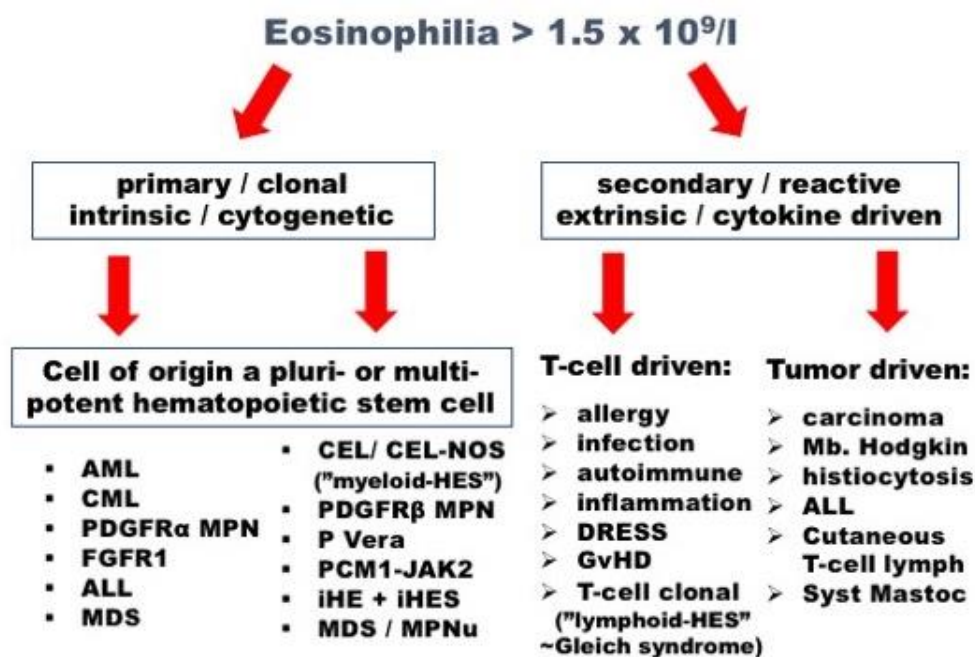 Eosinophilia > 1.5 x 10⁹/l
primary / clonal
intrinsic / cytogenetic
secondary / reactive
extrinsic / cytokine driven
Cell of origin a pluri- or multi-
potent hematopoietic stem cell
▪ AML
▪ CML
▪ PDGFRα MPN
▪ FGFR1
▪ ALL
▪ MDS
▪ CEL/ CEL-NOS
("myeloid-HES")
▪ PDGFRβ MPN
▪ P Vera
▪ PCM1-JAK2
▪ iHE + iHES
▪ MDS / MPNu
T-cell driven:
➢ allergy
➢ infection
➢ autoimmune
➢ inflammation
➢ DRESS
➢ GvHD
➢ T-cell clonal
("lymphoid-HES"
~Gleich syndrome)
Tumor driven:
➢ carcinoma
➢ Mb. Hodgkin
➢ histiocytosis
➢ ALL
➢ Cutaneous
T-cell lymph
➢ Syst Mastoc